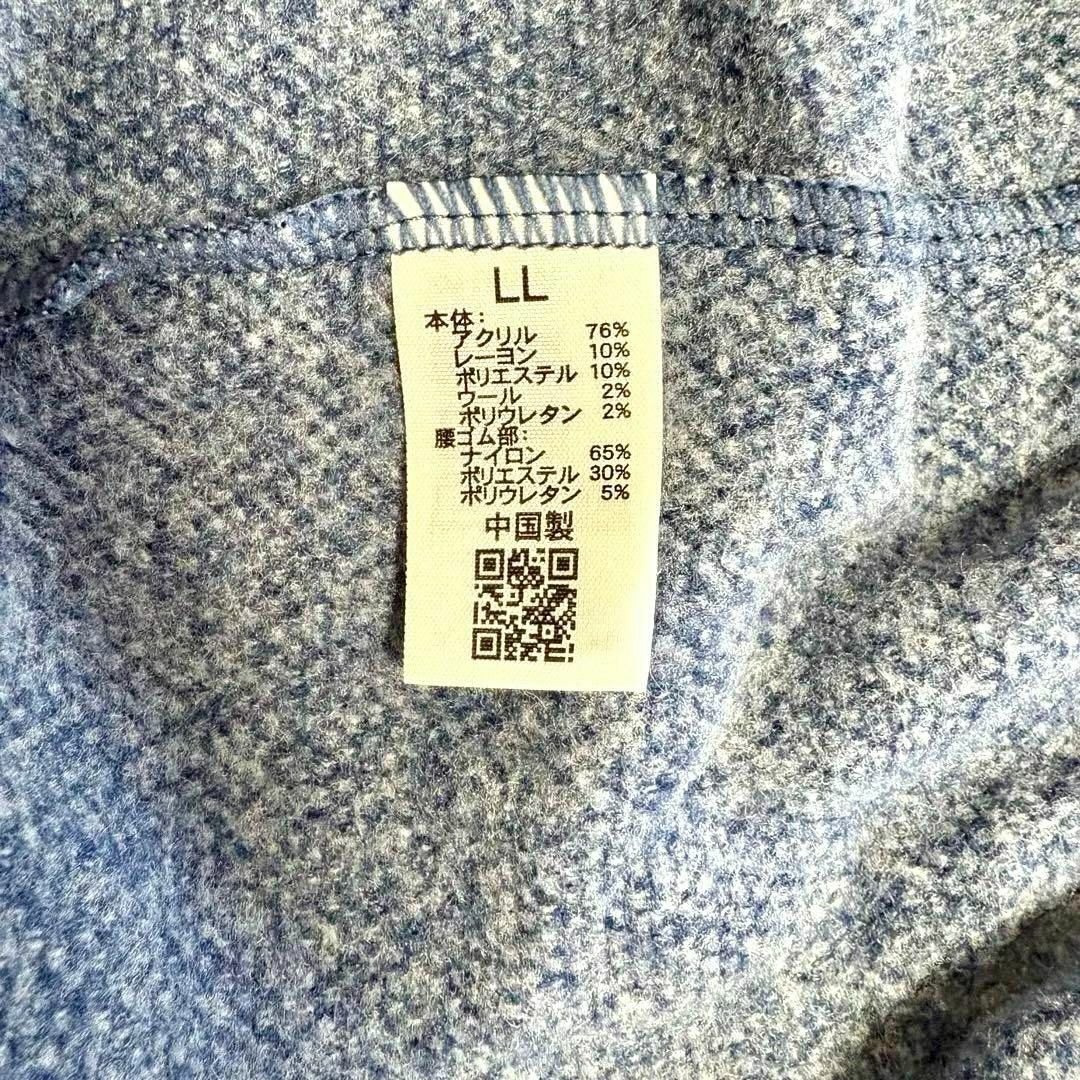 LL
本体:
アクリル 76%
レーヨン 10%
ポリエステル 10%
ウール 2%
ポリウレタン 2%
腰ゴム部:
ナイロン 65%
ポリエステル 30%
ポリウレタン 5%
中国製